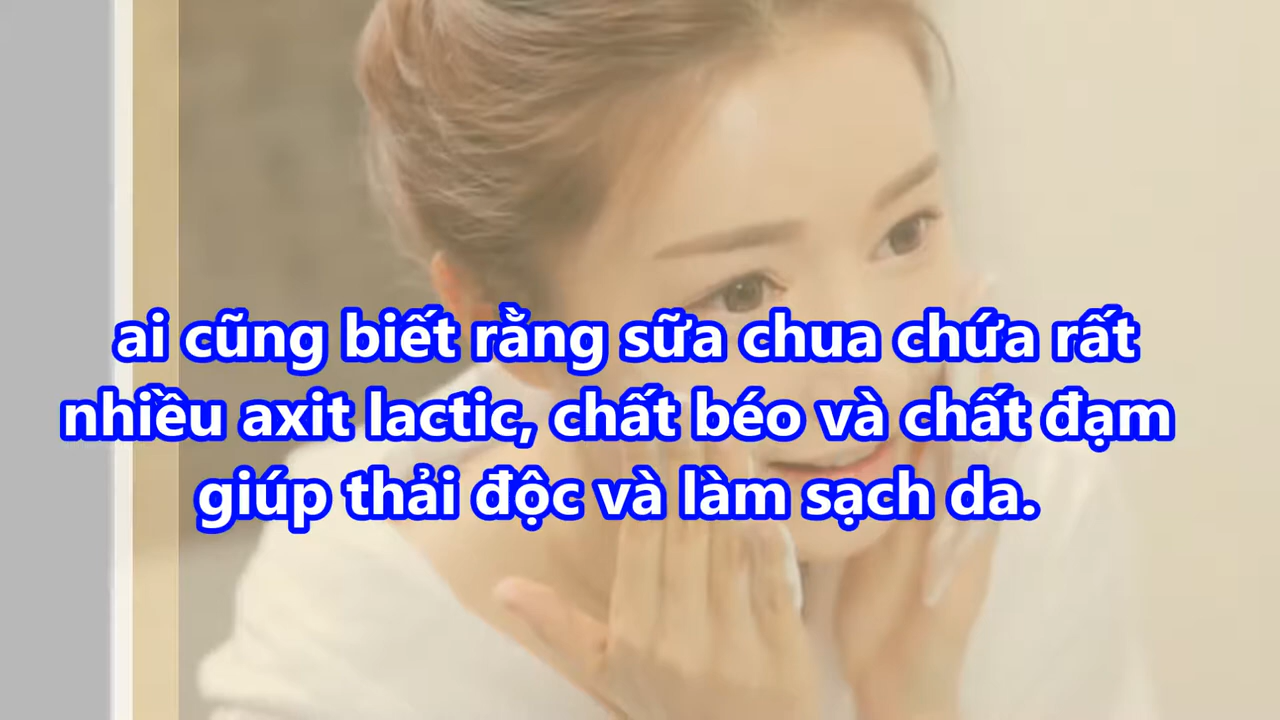 ai cũng biết rằng sữa chua chứa rất
nhiều axit lactic, chất béo và chất đạm
giúp thải độc và làm sạch da.